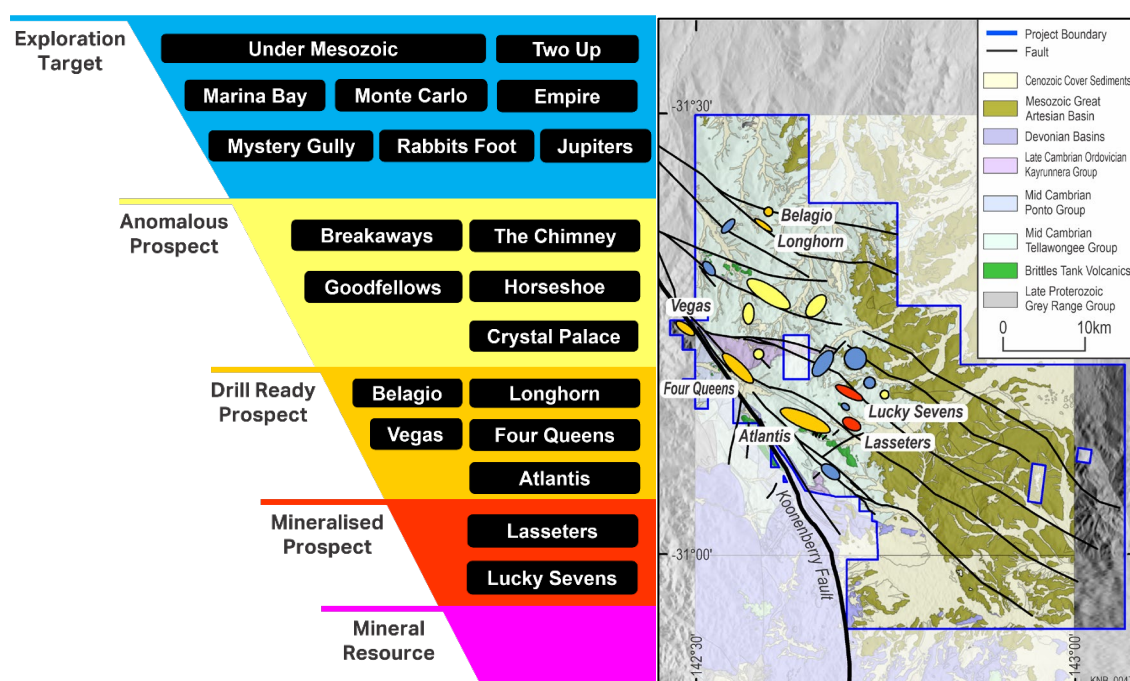 Exploration
Target
Under Mesozoic
Two Up
Marina Bay
Monte Carlo
Empire
Mystery Gully
Rabbits Foot
Jupiters
Anomalous
Prospect
Breakaways
The Chimney
Goodfellows
Horseshoe
Crystal Palace
Drill Ready
Prospect
Belagio
Longhorn
Vegas
Four Queens
Atlantis
Mineralised
Prospect
Lasseters
Lucky Sevens
Mineral
Resource
Project Boundary
Fault
Cenozoic Cover Sediments
Mesozoic Great
Artesian Basin
Devonian Basins
Late Cambrian Ordovician
Kayrunnera Group
Mid Cambrian
Ponto Group
Mid Cambrian
Tellawongee Group
Brittles Tank Volcanics
Late Proterozoic
Grey Range Group
0 10km
-31°30'
Belagio
Longhorn
Vegas
Four Queens
Lucky Sevens
Atlantis
Lasseters
Koonenberry Fault
-31°00'
142°30'
143°00'